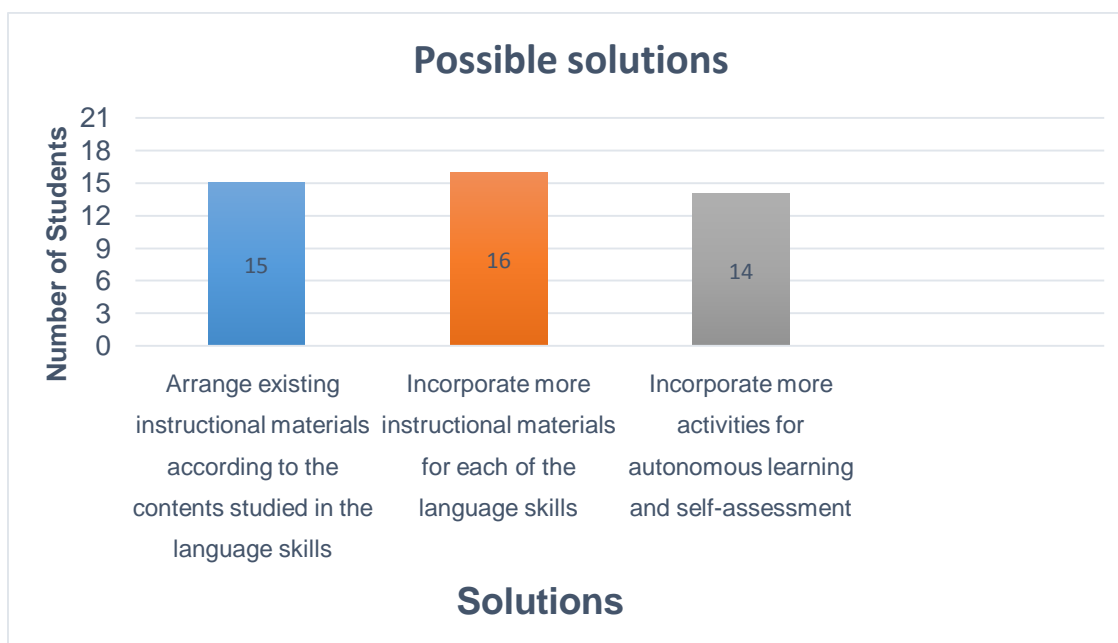 Possible solutions
Number of Students
21
18
15
12
9
6
3
0
15
16
14
Arrange existing
instructional materials
according to the
contents studied in the
language skills
Incorporate more
instructional materials
for each of the
language skills
Incorporate more
activities for
autonomous learning
and self-assessment
Solutions